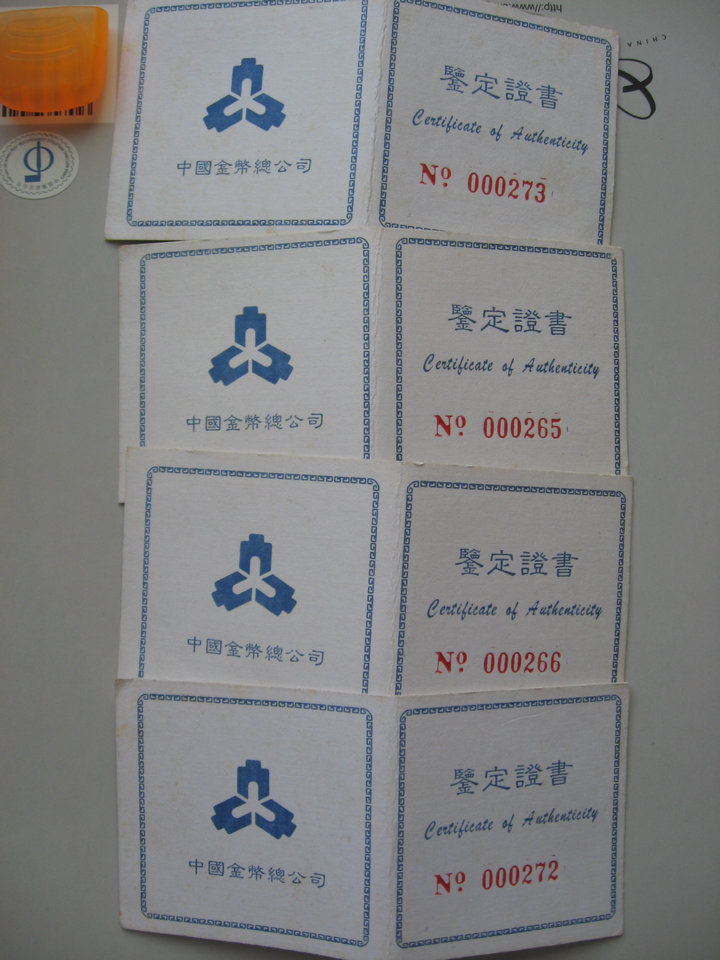 http://www.
CHINA
中國金幣總公司
鑒定證書
Certificate of Authenticity
Nº 000273
中國金幣總公司
鑒定證書
Certificate of Authenticity
Nº 000265
中國金幣總公司
鑒定證書
Certificate of Authenticity
Nº 000266
中國金幣總公司
鑒定證書
Certificate of Authenticity
Nº 000272